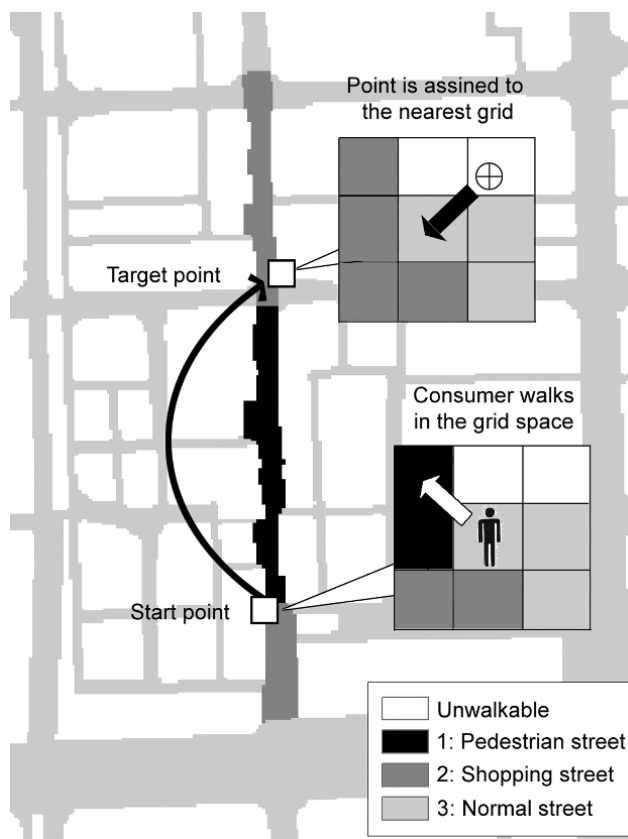 Point is assined to
the nearest grid
Target point
Consumer walks
in the grid space
Start point
Unwalkable
1: Pedestrian street
2: Shopping street
3: Normal street